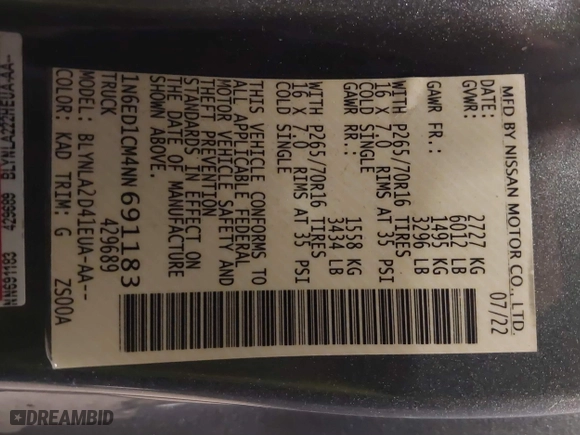 MFD BY NISSAN MOTOR CO., LTD.
DATE: 07/22
GVWR: 2727 KG
6012 LB
GAWR FR.: 1495 KG
3296 LB
WITH P265/70R16 TIRES
16 X 7.0 RIMS AT 35 PSI
COLD SINGLE
GAWR RR.: 1558 KG
3434 LB
WITH P265/70R16 TIRES
16 X 7.0 RIMS AT 35 PSI
COLD SINGLE
THIS VEHICLE CONFORMS TO
ALL APPLICABLE FEDERAL
MOTOR VEHICLE SAFETY AND
THEFT PREVENTION
STANDARDS IN EFFECT ON
THE DATE OF MANUFACTURE
SHOWN ABOVE.
1N6ED1CM4NN691183
TRUCK 429689
MODEL: BLYNLA2D41EUA-AA--
COLOR: KAD TRIM: G ZS00A
429689
DREAMBID